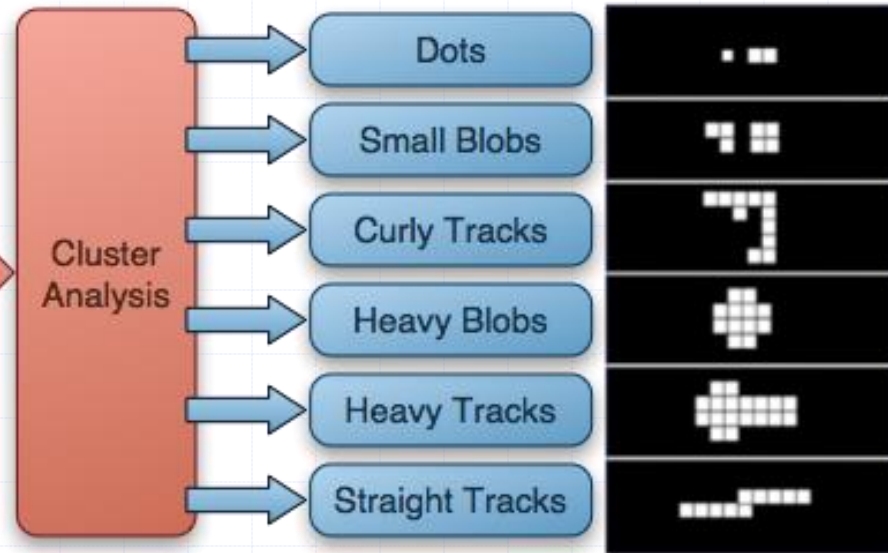 Cluster
Analysis
Dots
Small Blobs
Curly Tracks
Heavy Blobs
Heavy Tracks
Straight Tracks